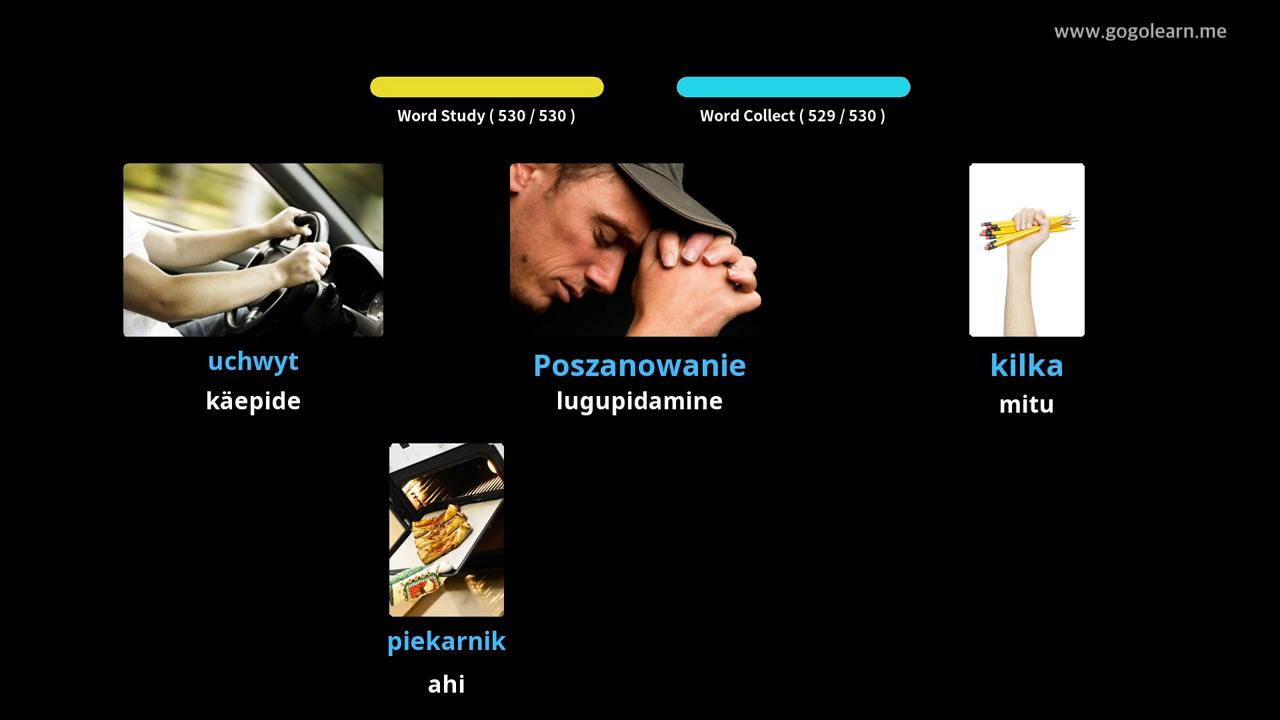 www.gogolearn.me
Word Study ( 530 / 530 )
Word Collect ( 529 / 530 )
uchwyt
käepide
Poszanowanie
lugupidamine
kilka
mitu
piekarnik
ahi